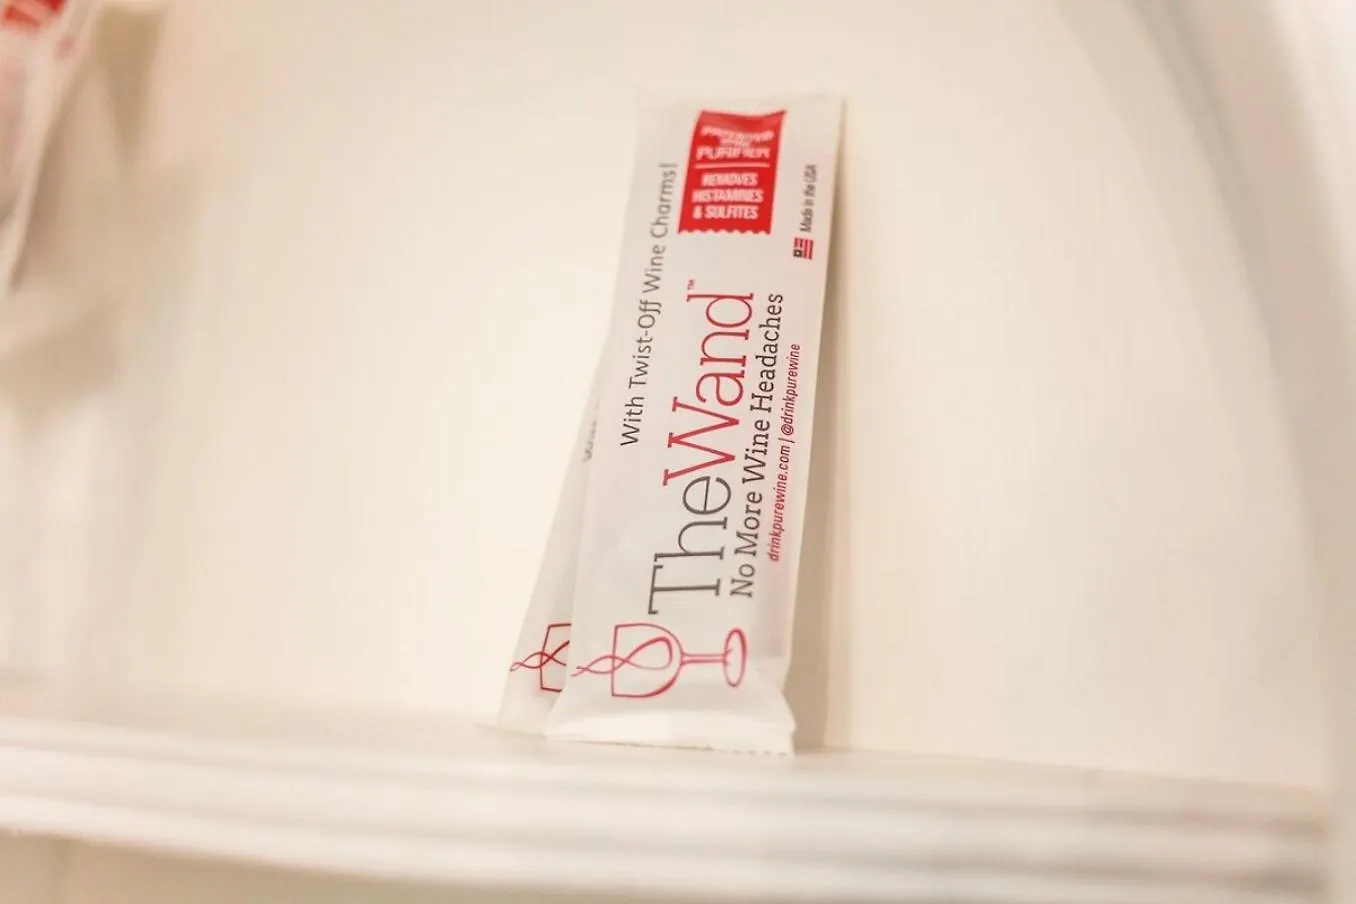 PURIFIER
REMOVES
HISTAMINES
& SULFITES
With Twist-Off Wine Charms!
TheWand™
No More Wine Headaches
drinkpurewine.com | @drinkpurewine
Made in the USA